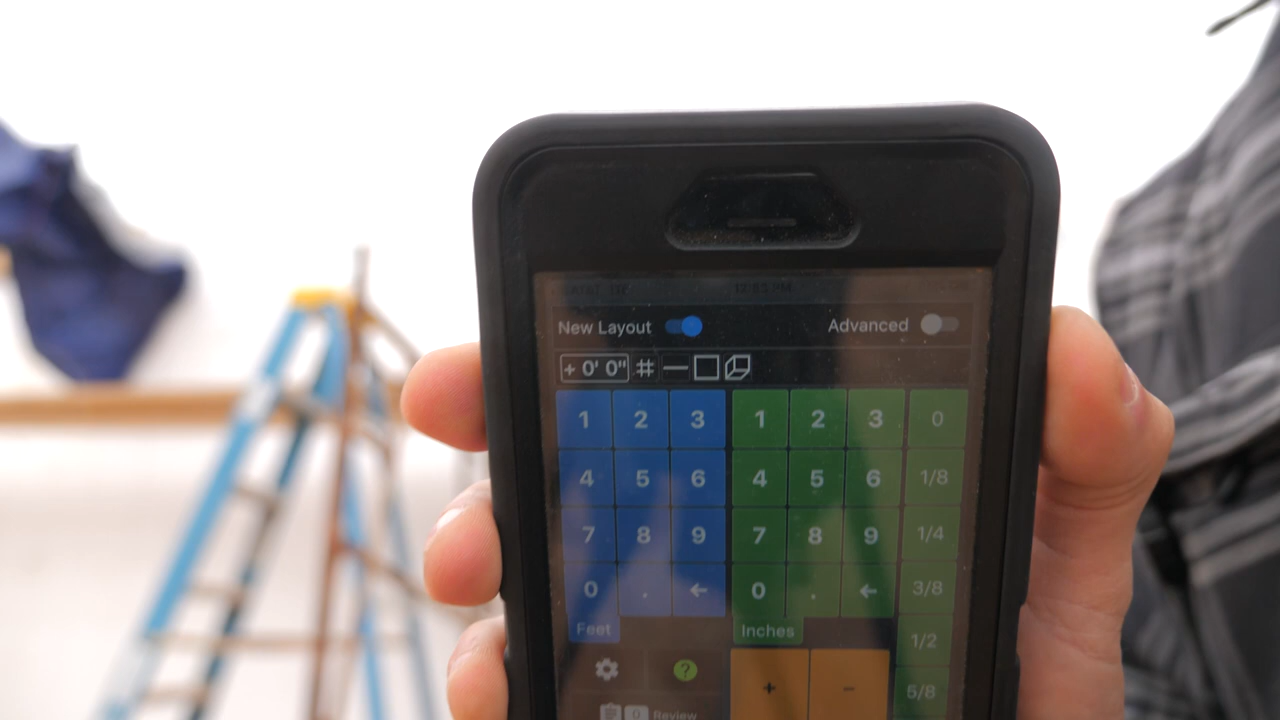 New Layout Advanced
+ 0' 0"
1 2 3 1 2 3 0
4 5 6 4 5 6 1/8
7 8 9 7 8 9 1/4
0 . ← 0 . ← 3/8
Feet Inches 1/2
? + - 5/8
0 Review